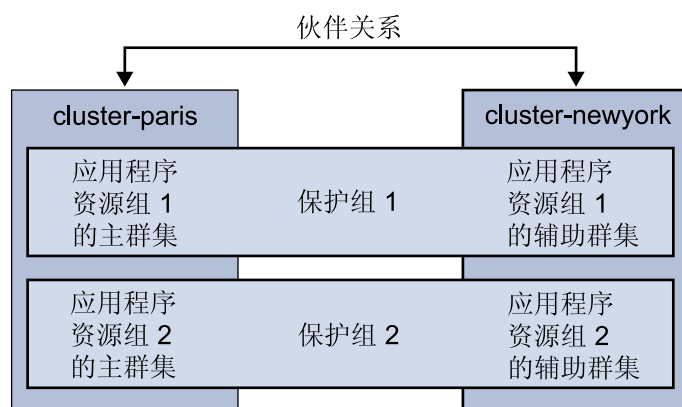 伙伴关系
cluster-paris
cluster-newyork
应用程序
资源组 1
的主群集
保护组 1
应用程序
资源组 1
的辅助群集
应用程序
资源组 2
的主群集
保护组 2
应用程序
资源组 2
的辅助群集